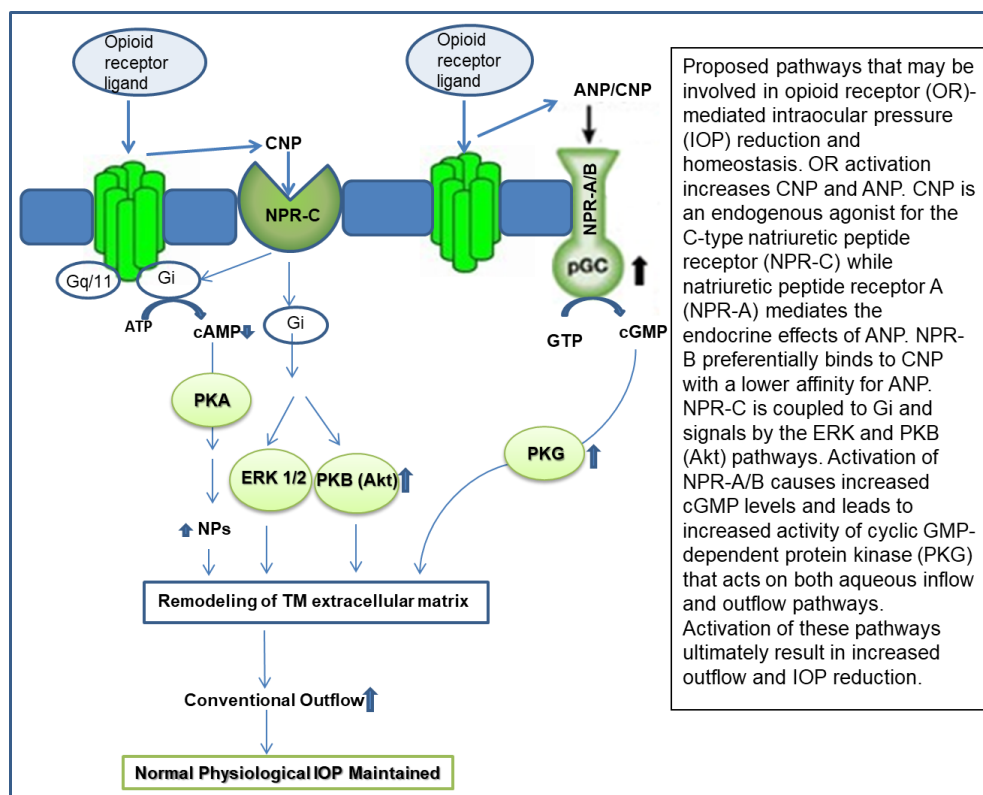 Opioid
receptor
ligand
Opioid
receptor
ligand
ANP/CNP
CNP
NPR-C
NPR-A/B
pGC
Gq/11
Gi
ATP
cAMP
Gi
GTP
cGMP
PKA
ERK 1/2
PKB (Akt)
PKG
NPs
Remodeling of TM extracellular matrix
Conventional Outflow
Normal Physiological IOP Maintained
Proposed pathways that may be
involved in opioid receptor (OR)-
mediated intraocular pressure
(IOP) reduction and
homeostasis. OR activation
increases CNP and ANP. CNP is
an endogenous agonist for the
C-type natriuretic peptide
receptor (NPR-C) while
natriuretic peptide receptor A
(NPR-A) mediates the
endocrine effects of ANP. NPR-
B preferentially binds to CNP
with a lower affinity for ANP.
NPR-C is coupled to Gi and
signals by the ERK and PKB
(Akt) pathways. Activation of
NPR-A/B causes increased
cGMP levels and leads to
increased activity of cyclic GMP-
dependent protein kinase (PKG)
that acts on both aqueous inflow
and outflow pathways.
Activation of these pathways
ultimately result in increased
outflow and IOP reduction.